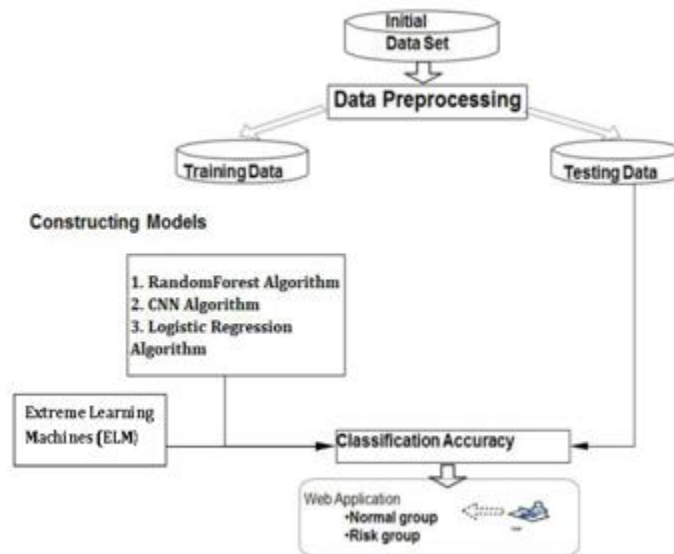 Initial
Data Set
Data Preprocessing
Training Data
Testing Data
Constructing Models
1. RandomForest Algorithm
2. CNN Algorithm
3. Logistic Regression
Algorithm
Extreme Learning
Machines (ELM)
Classification Accuracy
Web Application
•Normal group
•Risk group